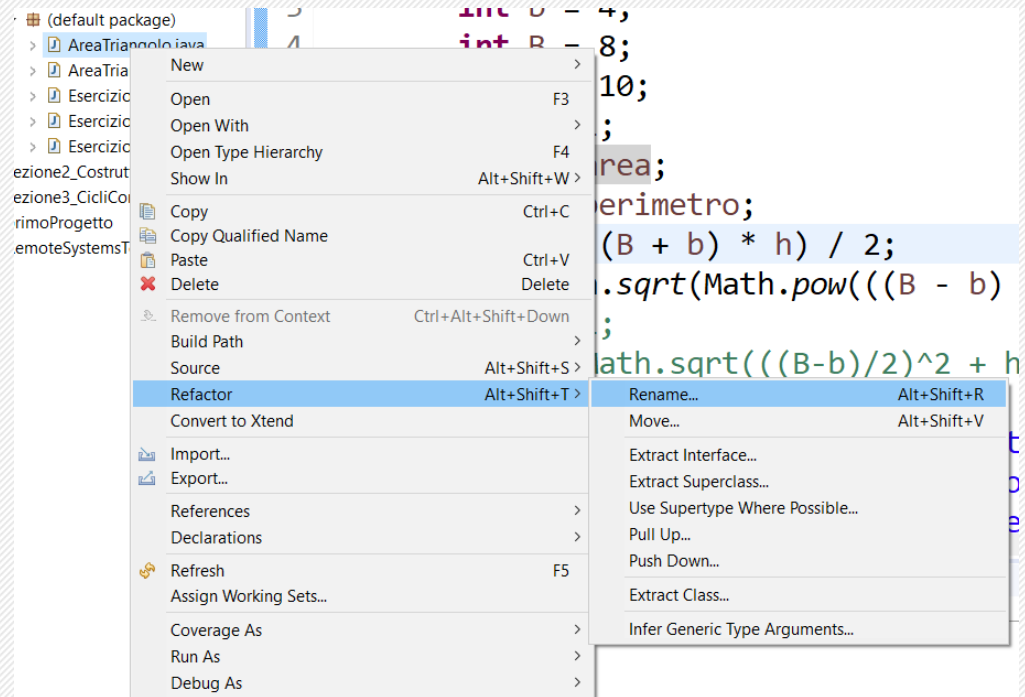 (default package)
AreaTriangolo.java
AreaTria
Esercizio
Esercizio
Esercizio
ezione2_Costrut
ezione3_CicliCo
rimoProgetto
emoteSystemsT
3 int b = 4;
4 int B = 8;
10;
;
area;
perimetro;
(B + b) * h) / 2;
.sqrt(Math.pow(((B - b)
;
Math.sqrt(((B-b)/2)^2 + h
New
Open F3
Open With
Open Type Hierarchy F4
Show In Alt+Shift+W
Copy Ctrl+C
Copy Qualified Name
Paste Ctrl+V
Delete Delete
Remove from Context Ctrl+Alt+Shift+Down
Build Path
Source Alt+Shift+S
Refactor Alt+Shift+T
Convert to Xtend
Import...
Export...
References
Declarations
Refresh F5
Assign Working Sets...
Coverage As
Run As
Debug As
Rename... Alt+Shift+R
Move... Alt+Shift+V
Extract Interface...
Extract Superclass...
Use Supertype Where Possible...
Pull Up...
Push Down...
Extract Class...
Infer Generic Type Arguments...